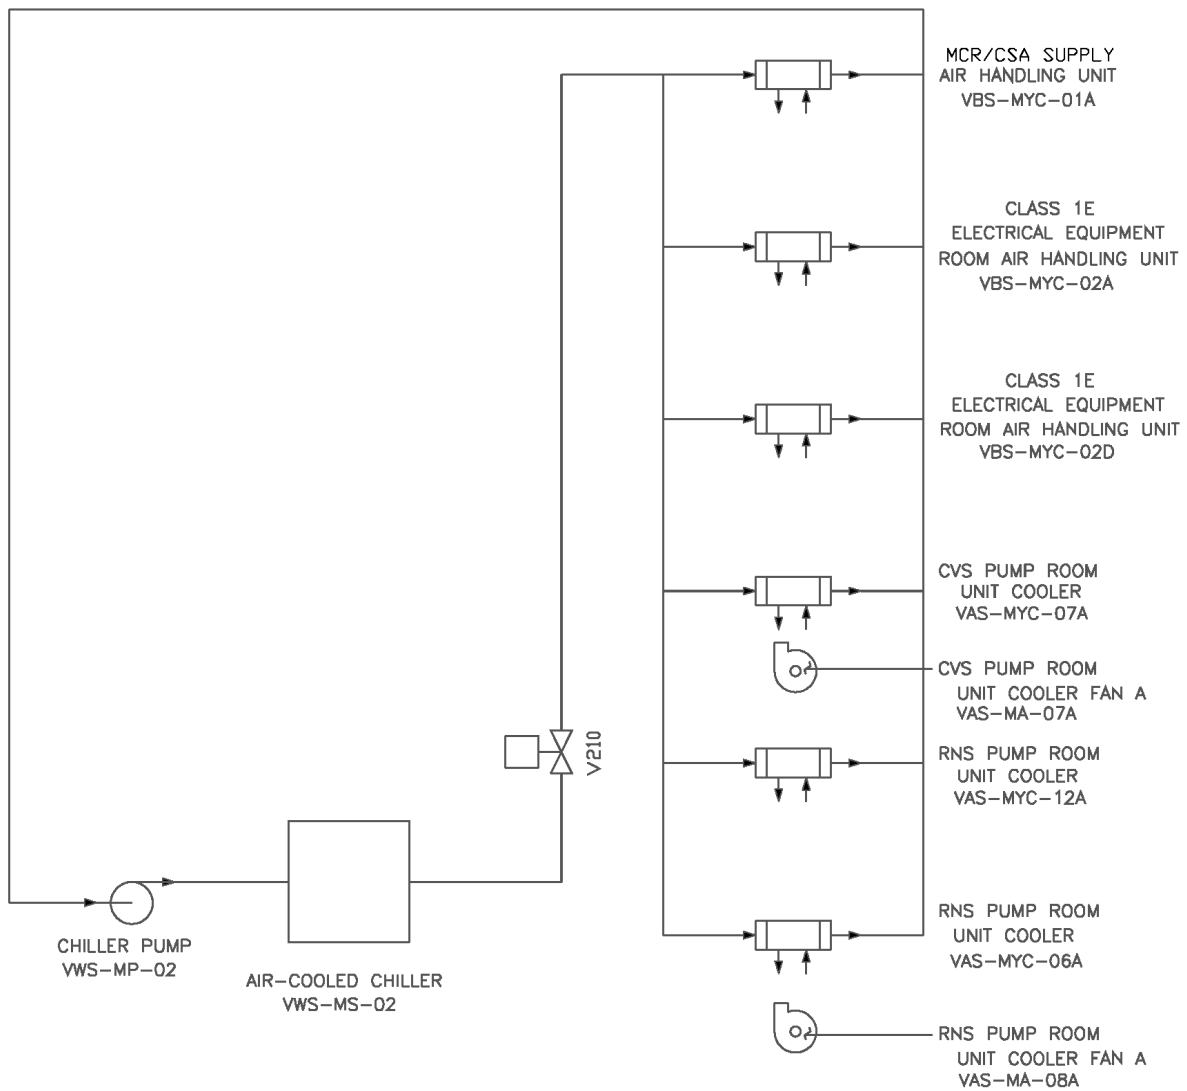 MCR/CSA SUPPLY
AIR HANDLING UNIT
VBS-MYC-01A
CLASS 1E
ELECTRICAL EQUIPMENT
ROOM AIR HANDLING UNIT
VBS-MYC-02A
CLASS 1E
ELECTRICAL EQUIPMENT
ROOM AIR HANDLING UNIT
VBS-MYC-02D
CVS PUMP ROOM
UNIT COOLER
VAS-MYC-07A
CVS PUMP ROOM
UNIT COOLER FAN A
VAS-MA-07A
V210
RNS PUMP ROOM
UNIT COOLER
VAS-MYC-12A
RNS PUMP ROOM
UNIT COOLER
VAS-MYC-06A
CHILLER PUMP
VWS-MP-02
AIR-COOLED CHILLER
VWS-MS-02
RNS PUMP ROOM
UNIT COOLER FAN A
VAS-MA-08A